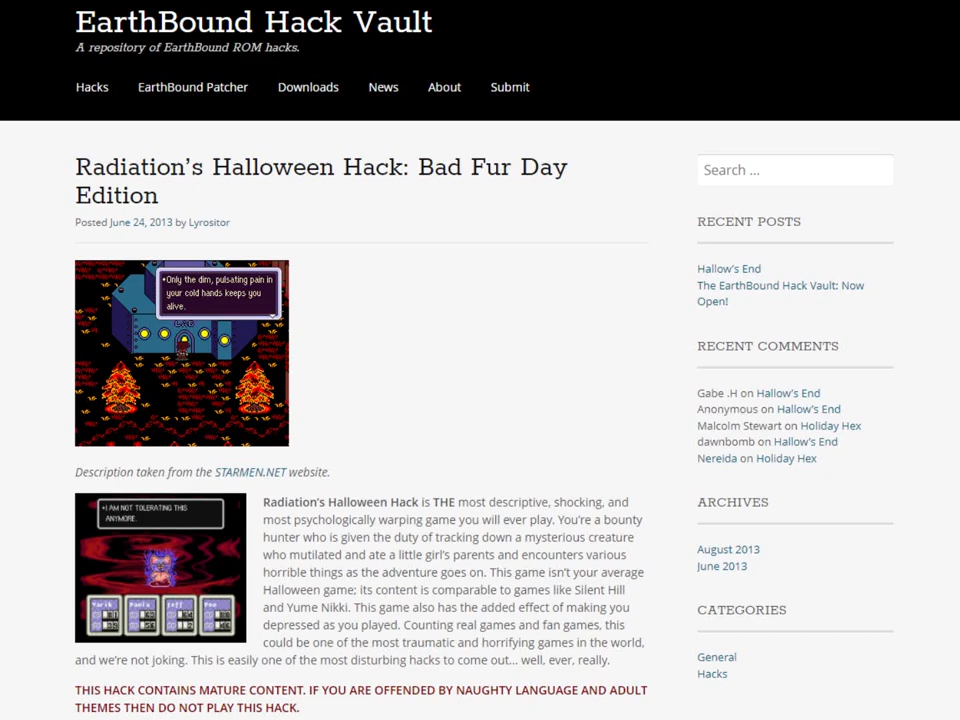 EarthBound Hack Vault
A repository of EarthBound ROM hacks.
Hacks EarthBound Patcher Downloads News About Submit
Radiation's Halloween Hack: Bad Fur Day
Edition
Posted June 24, 2013 by Lyrositor
•Only the dim, pulsating pain in
your cold hands keeps you
alive.
Description taken from the STARMEN.NET website.
•I AM NOT TOLERATING THIS
ANYMORE.
Varik
Radiation's Halloween Hack is THE most descriptive, shocking, and
most psychologically warping game you will ever play. You're a bounty
hunter who is given the duty of tracking down a mysterious creature
who mutilated and ate a little girl's parents and encounters various
horrible things as the adventure goes on. This game isn't your average
Halloween game; its content is comparable to games like Silent Hill
and Yume Nikki. This game also has the added effect of making you
depressed as you played. Counting real games and fan games, this
could be one of the most traumatic and horrifying games in the world,
and we're not joking. This is easily one of the most disturbing hacks to come out... well, ever, really.
THIS HACK CONTAINS MATURE CONTENT. IF YOU ARE OFFENDED BY NAUGHTY LANGUAGE AND ADULT
THEMES THEN DO NOT PLAY THIS HACK.
Search ...
RECENT POSTS
Hallow's End
The EarthBound Hack Vault: Now
Open!
RECENT COMMENTS
Gabe .H on Hallow's End
Anonymous on Hallow's End
Malcolm Stewart on Holiday Hex
dawnbomb on Hallow's End
Nereida on Holiday Hex
ARCHIVES
August 2013
June 2013
CATEGORIES
General
Hacks